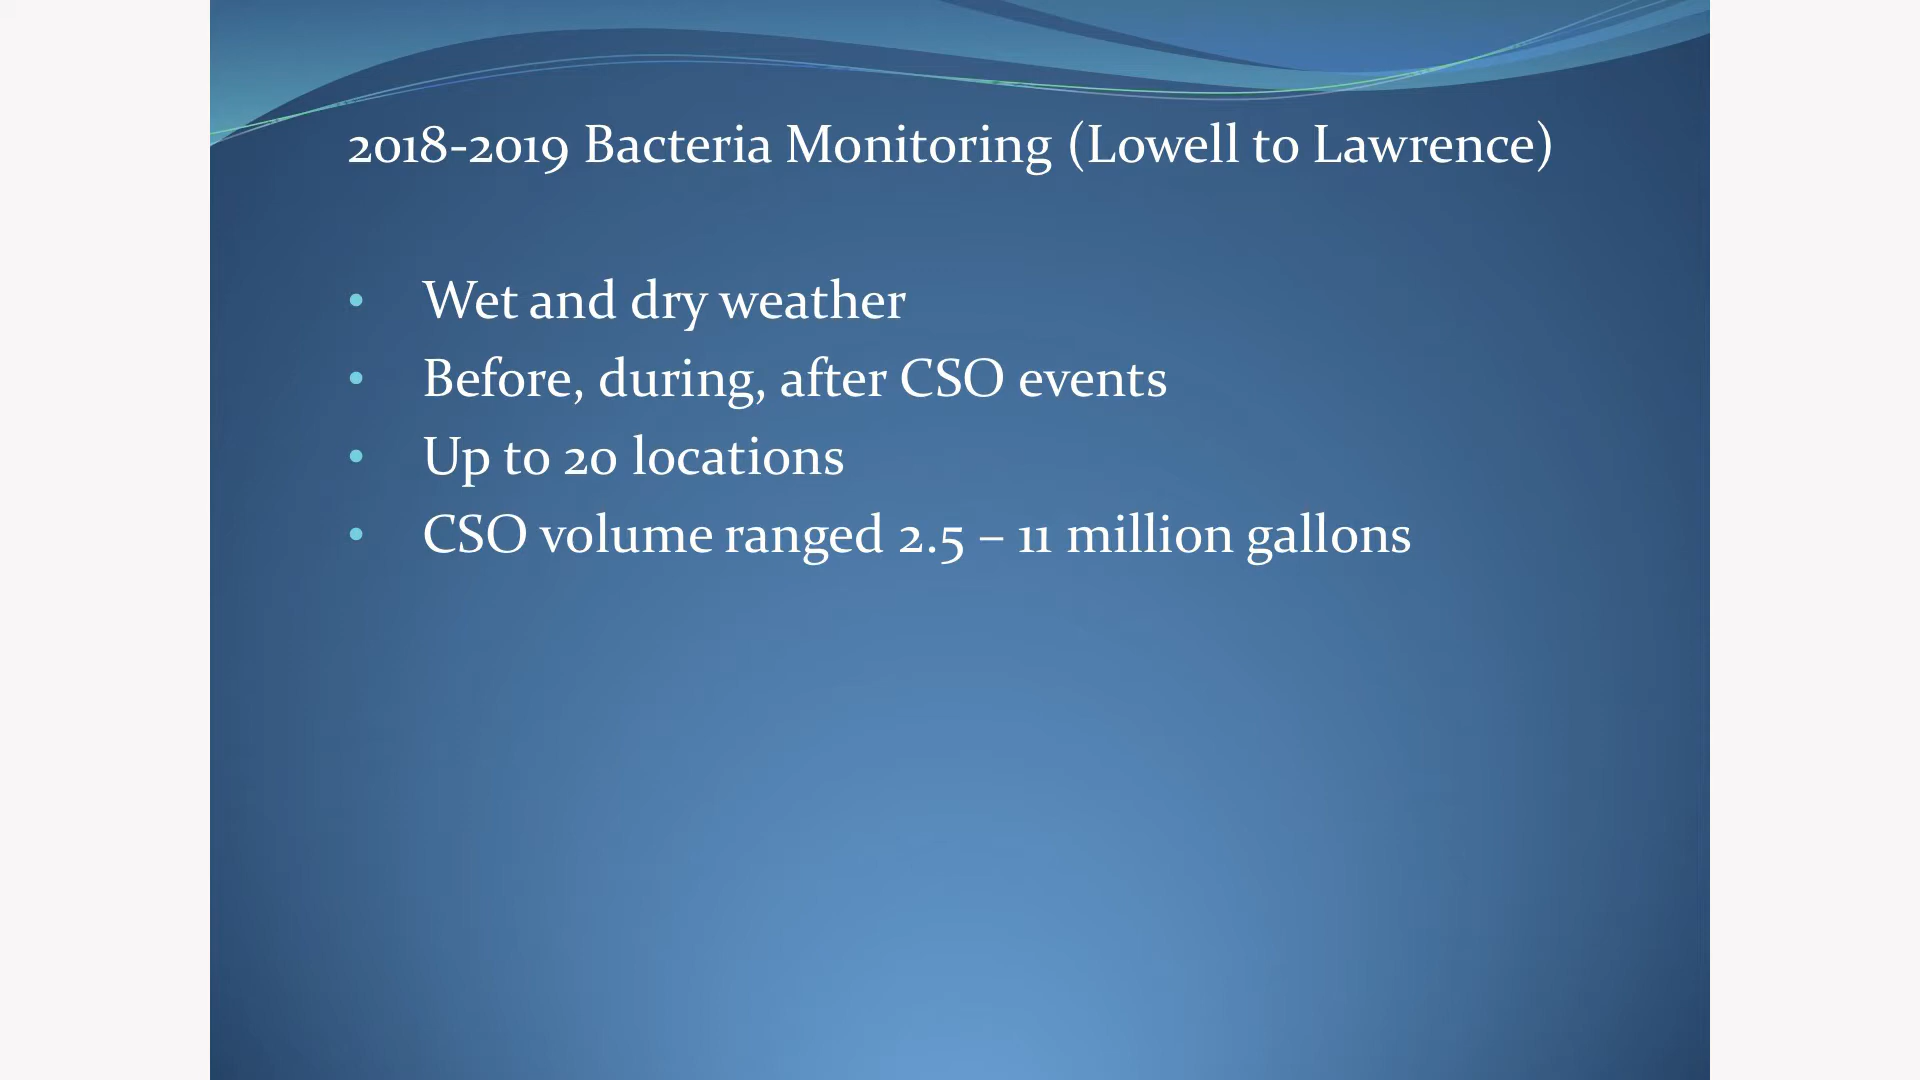 2018-2019 Bacteria Monitoring (Lowell to Lawrence)
• Wet and dry weather
• Before, during, after CSO events
• Up to 20 locations
• CSO volume ranged 2.5 – 11 million gallons